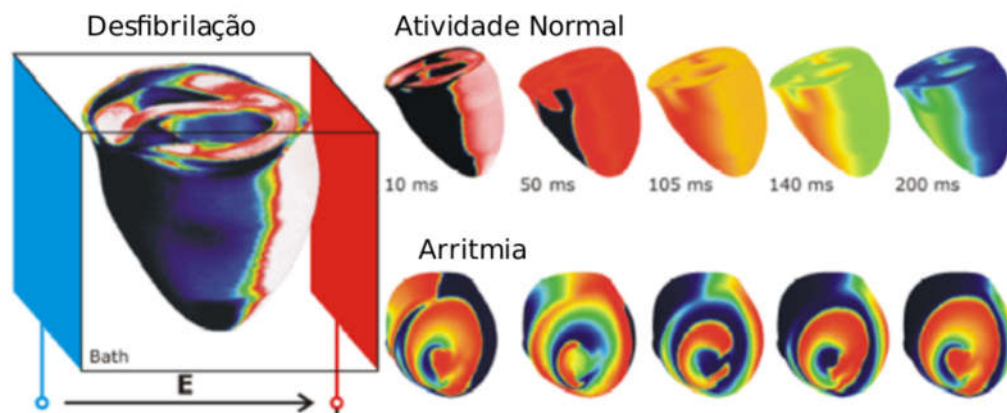 Desfibrilação
Bath
E
Atividade Normal
10 ms
50 ms
105 ms
140 ms
200 ms
Arritmia